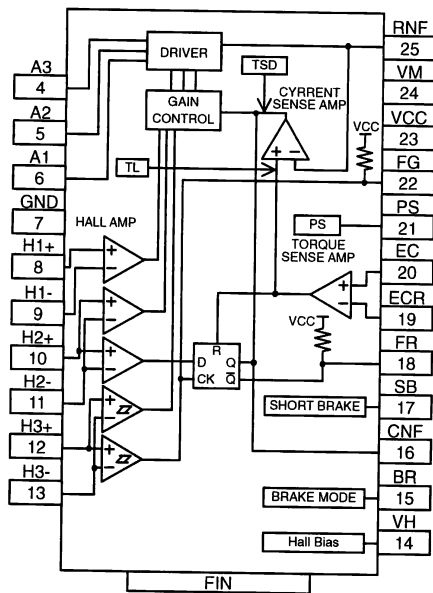 A3
4
A2
5
A1
6
GND
7
H1+
8
H1-
9
H2+
10
H2-
11
H3+
12
H3-
13
DRIVER
TSD
GAIN
CONTROL
CYRRENT
SENSE AMP
+ -
TL
VCC
HALL AMP
+
-
+
-
+
-
+
-
+
-
PS
TORQUE
SENSE AMP
+
-
VCC
R
D Q
CK Q
SHORT BRAKE
BRAKE MODE
Hall Bias
RNF
25
VM
24
VCC
23
FG
22
PS
21
EC
20
ECR
19
FR
18
SB
17
CNF
16
BR
15
VH
14
FIN